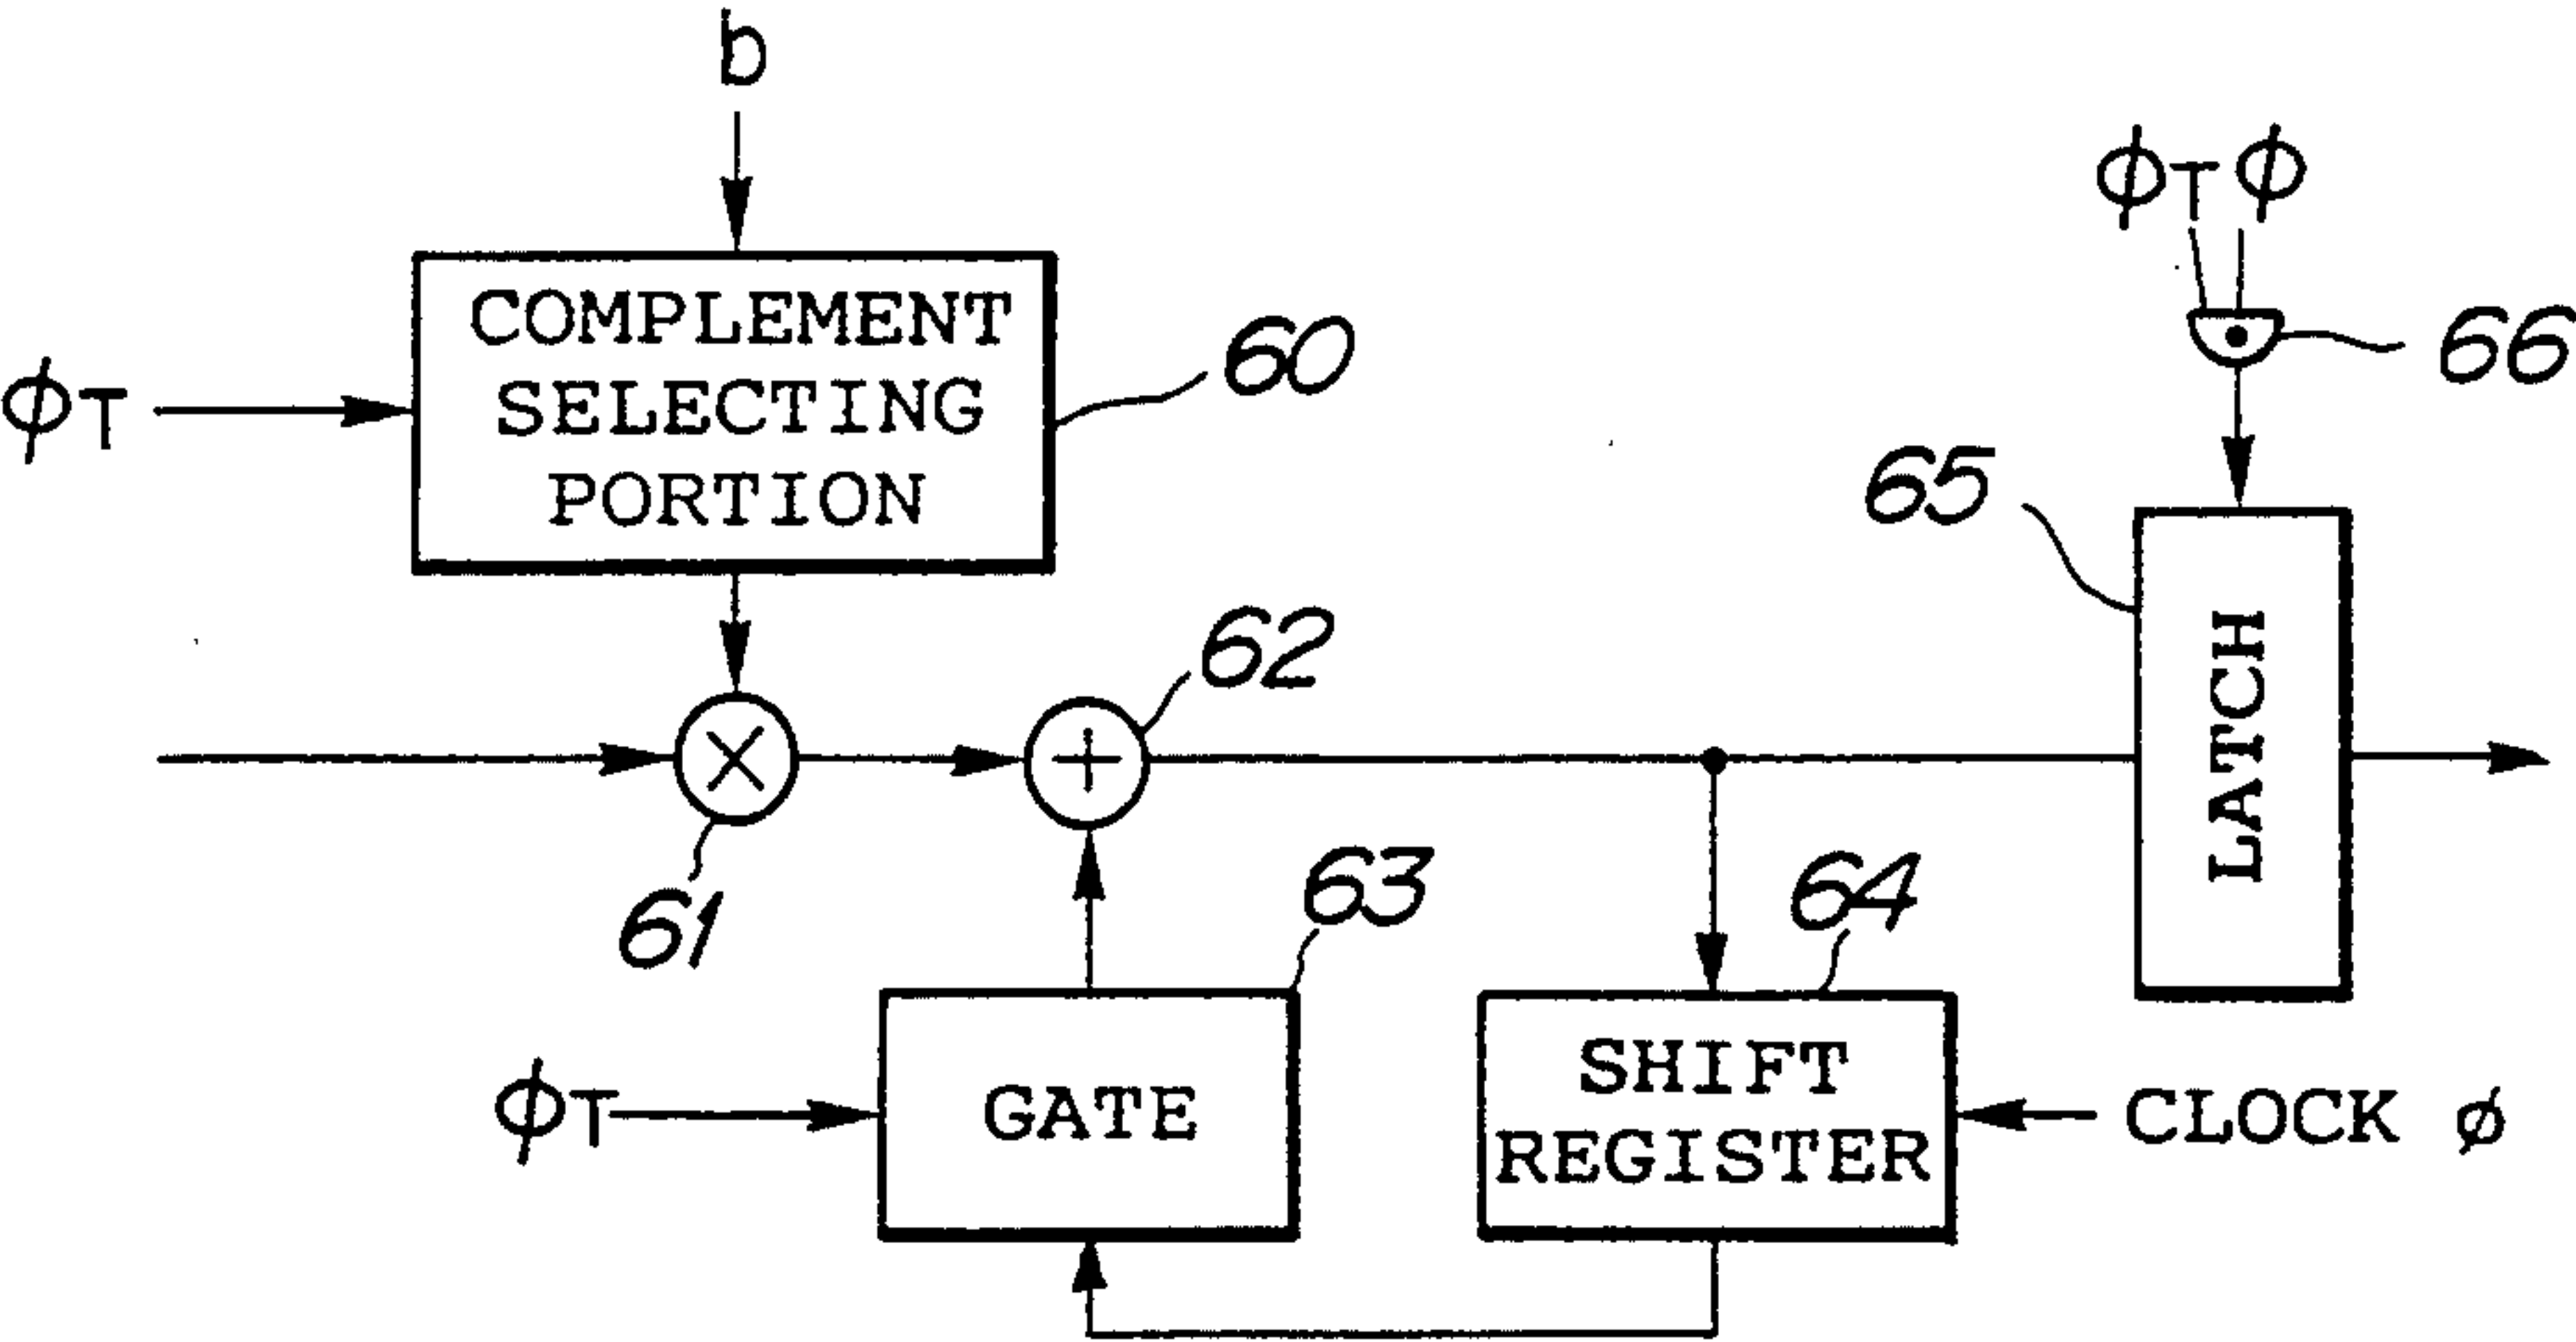 b
ϕT ϕ
COMPLEMENT
SELECTING
PORTION
ϕT
60
66
65
62
LATCH
61
63
64
ϕT
GATE
SHIFT
REGISTER
CLOCK ϕ